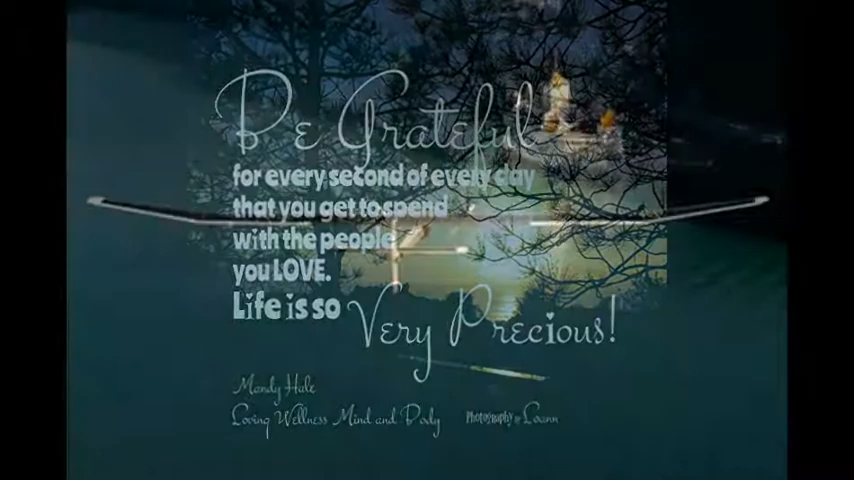 Be Grateful
for every second of every day
that you get to spend
with the people
you LOVE.
Life is so Very Precious!
Mandy Hale
Loving Wellness Mind and Body Photography by Loann